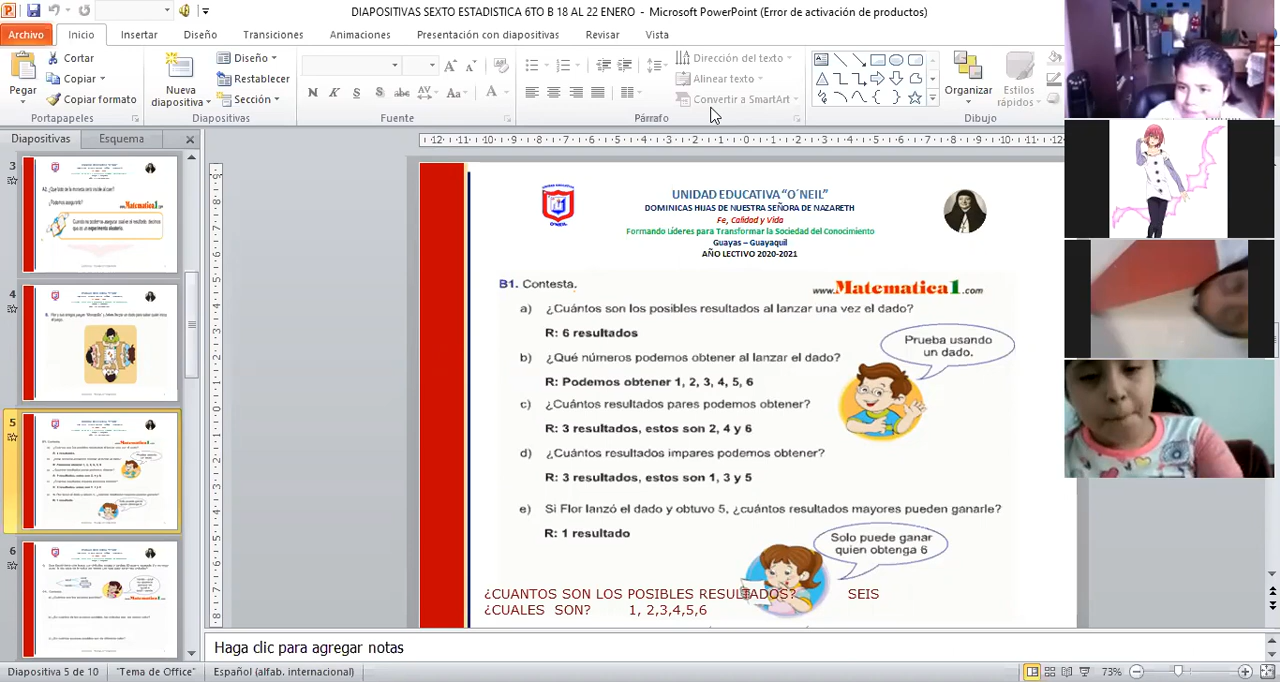 DIAPOSITIVAS SEXTO ESTADISTICA 6TO B 18 AL 22 ENERO - Microsoft PowerPoint (Error de activación de productos)
Archivo Inicio Insertar Diseño Transiciones Animaciones Presentación con diapositivas Revisar Vista
Pegar
Cortar
Copiar
Copiar formato
Portapapeles
Nueva diapositiva
Diseño
Restablecer
Sección
Diapositivas
Fuente
Dirección del texto
Alinear texto
Convertir a SmartArt
Párrafo
Organizar
Estilos rápidos
Dibujo
Diapositivas Esquema
3
4
5
6
UNIDAD EDUCATIVA “O´NEIL”
DOMINICAS HIJAS DE NUESTRA SEÑORA DE NAZARETH
Fe, Calidad y Vida
Formando Líderes para Transformar la Sociedad del Conocimiento
Guayas – Guayaquil
AÑO LECTIVO 2020-2021
O´NEIL
B1. Contesta.
www.Matematica1.com
a) ¿Cuántos son los posibles resultados al lanzar una vez el dado?
R: 6 resultados
b) ¿Qué números podemos obtener al lanzar el dado?
R: Podemos obtener 1, 2, 3, 4, 5, 6
c) ¿Cuántos resultados pares podemos obtener?
R: 3 resultados, estos son 2, 4 y 6
d) ¿Cuántos resultados impares podemos obtener?
R: 3 resultados, estos son 1, 3 y 5
e) Si Flor lanzó el dado y obtuvo 5, ¿cuántos resultados mayores pueden ganarle?
R: 1 resultado
Prueba usando
un dado.
Solo puede ganar
quien obtenga 6
SON LOS POSIBLES RESULTADOS? SEIS
¿CUALES SON? 1, 2,3,4,5,6
Haga clic para agregar notas
Diapositiva 5 de 10 "Tema de Office" Español (alfab. internacional) 73%